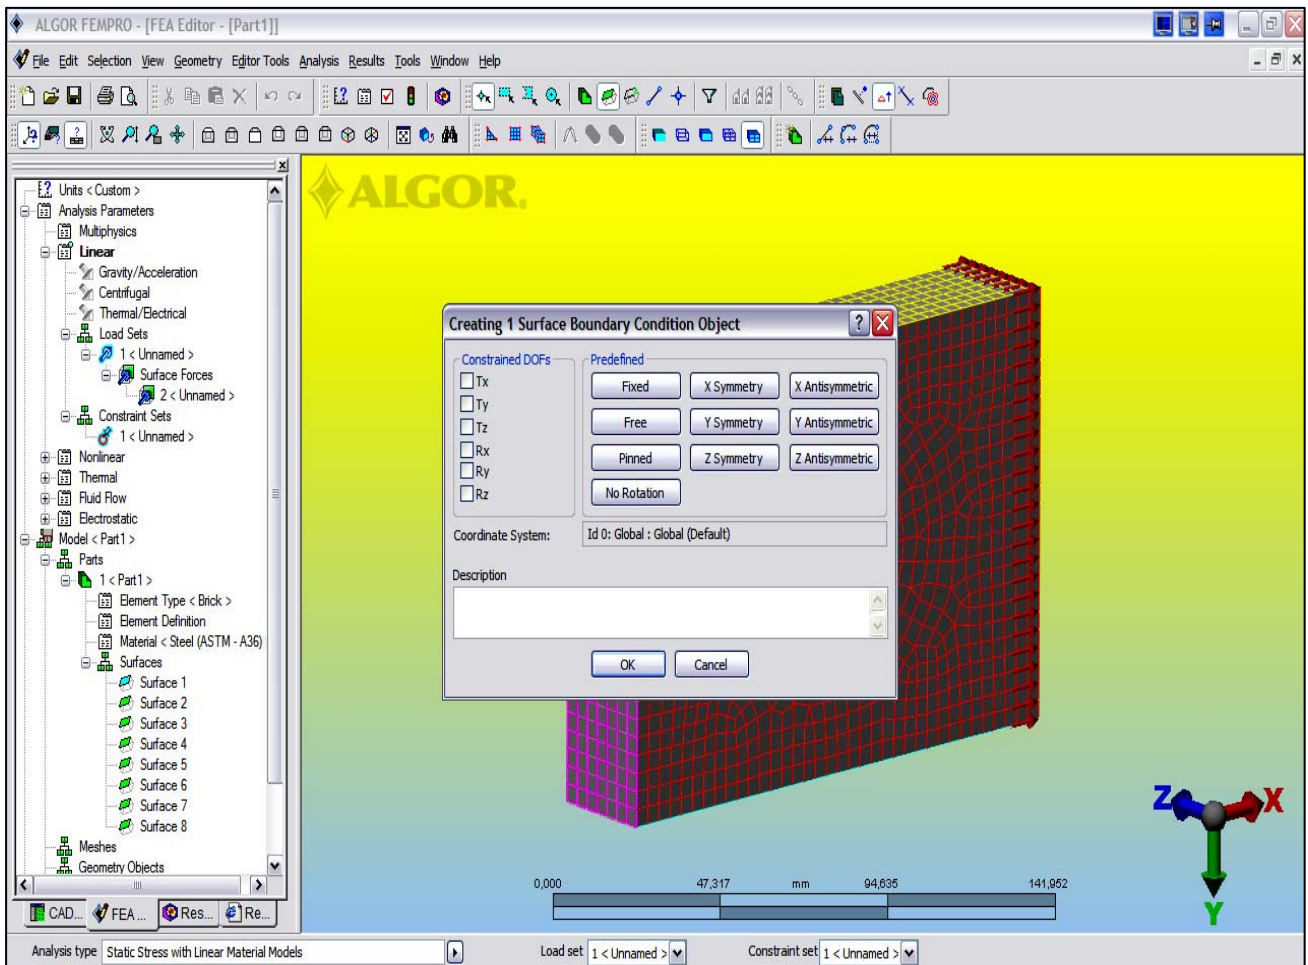 ALGOR FEMPRO - [FEA Editor - [Part1]]
File Edit Selection View Geometry Editor Tools Analysis Results Tools Window Help
ALGOR.
Units < Custom >
Analysis Parameters
Multiphysics
Linear
Gravity/Acceleration
Centrifugal
Thermal/Electrical
Load Sets
1 < Unnamed >
Surface Forces
2 < Unnamed >
Constraint Sets
1 < Unnamed >
Nonlinear
Thermal
Fluid Flow
Electrostatic
Model < Part1 >
Parts
1 < Part1 >
Element Type < Brick >
Element Definition
Material < Steel (ASTM - A36)
Surfaces
Surface 1
Surface 2
Surface 3
Surface 4
Surface 5
Surface 6
Surface 7
Surface 8
Meshes
Geometry Objects
CAD... FEA ... Res... Re...
Creating 1 Surface Boundary Condition Object
Constrained DOFs
Tx
Ty
Tz
Rx
Ry
Rz
Predefined
Fixed X Symmetry X Antisymmetric
Free Y Symmetry Y Antisymmetric
Pinned Z Symmetry Z Antisymmetric
No Rotation
Coordinate System: Id 0: Global : Global (Default)
Description
OK Cancel
Z X
Y
0,000 47,317 mm 94,635 141,952
Analysis type Static Stress with Linear Material Models Load set 1 < Unnamed > Constraint set 1 < Unnamed >